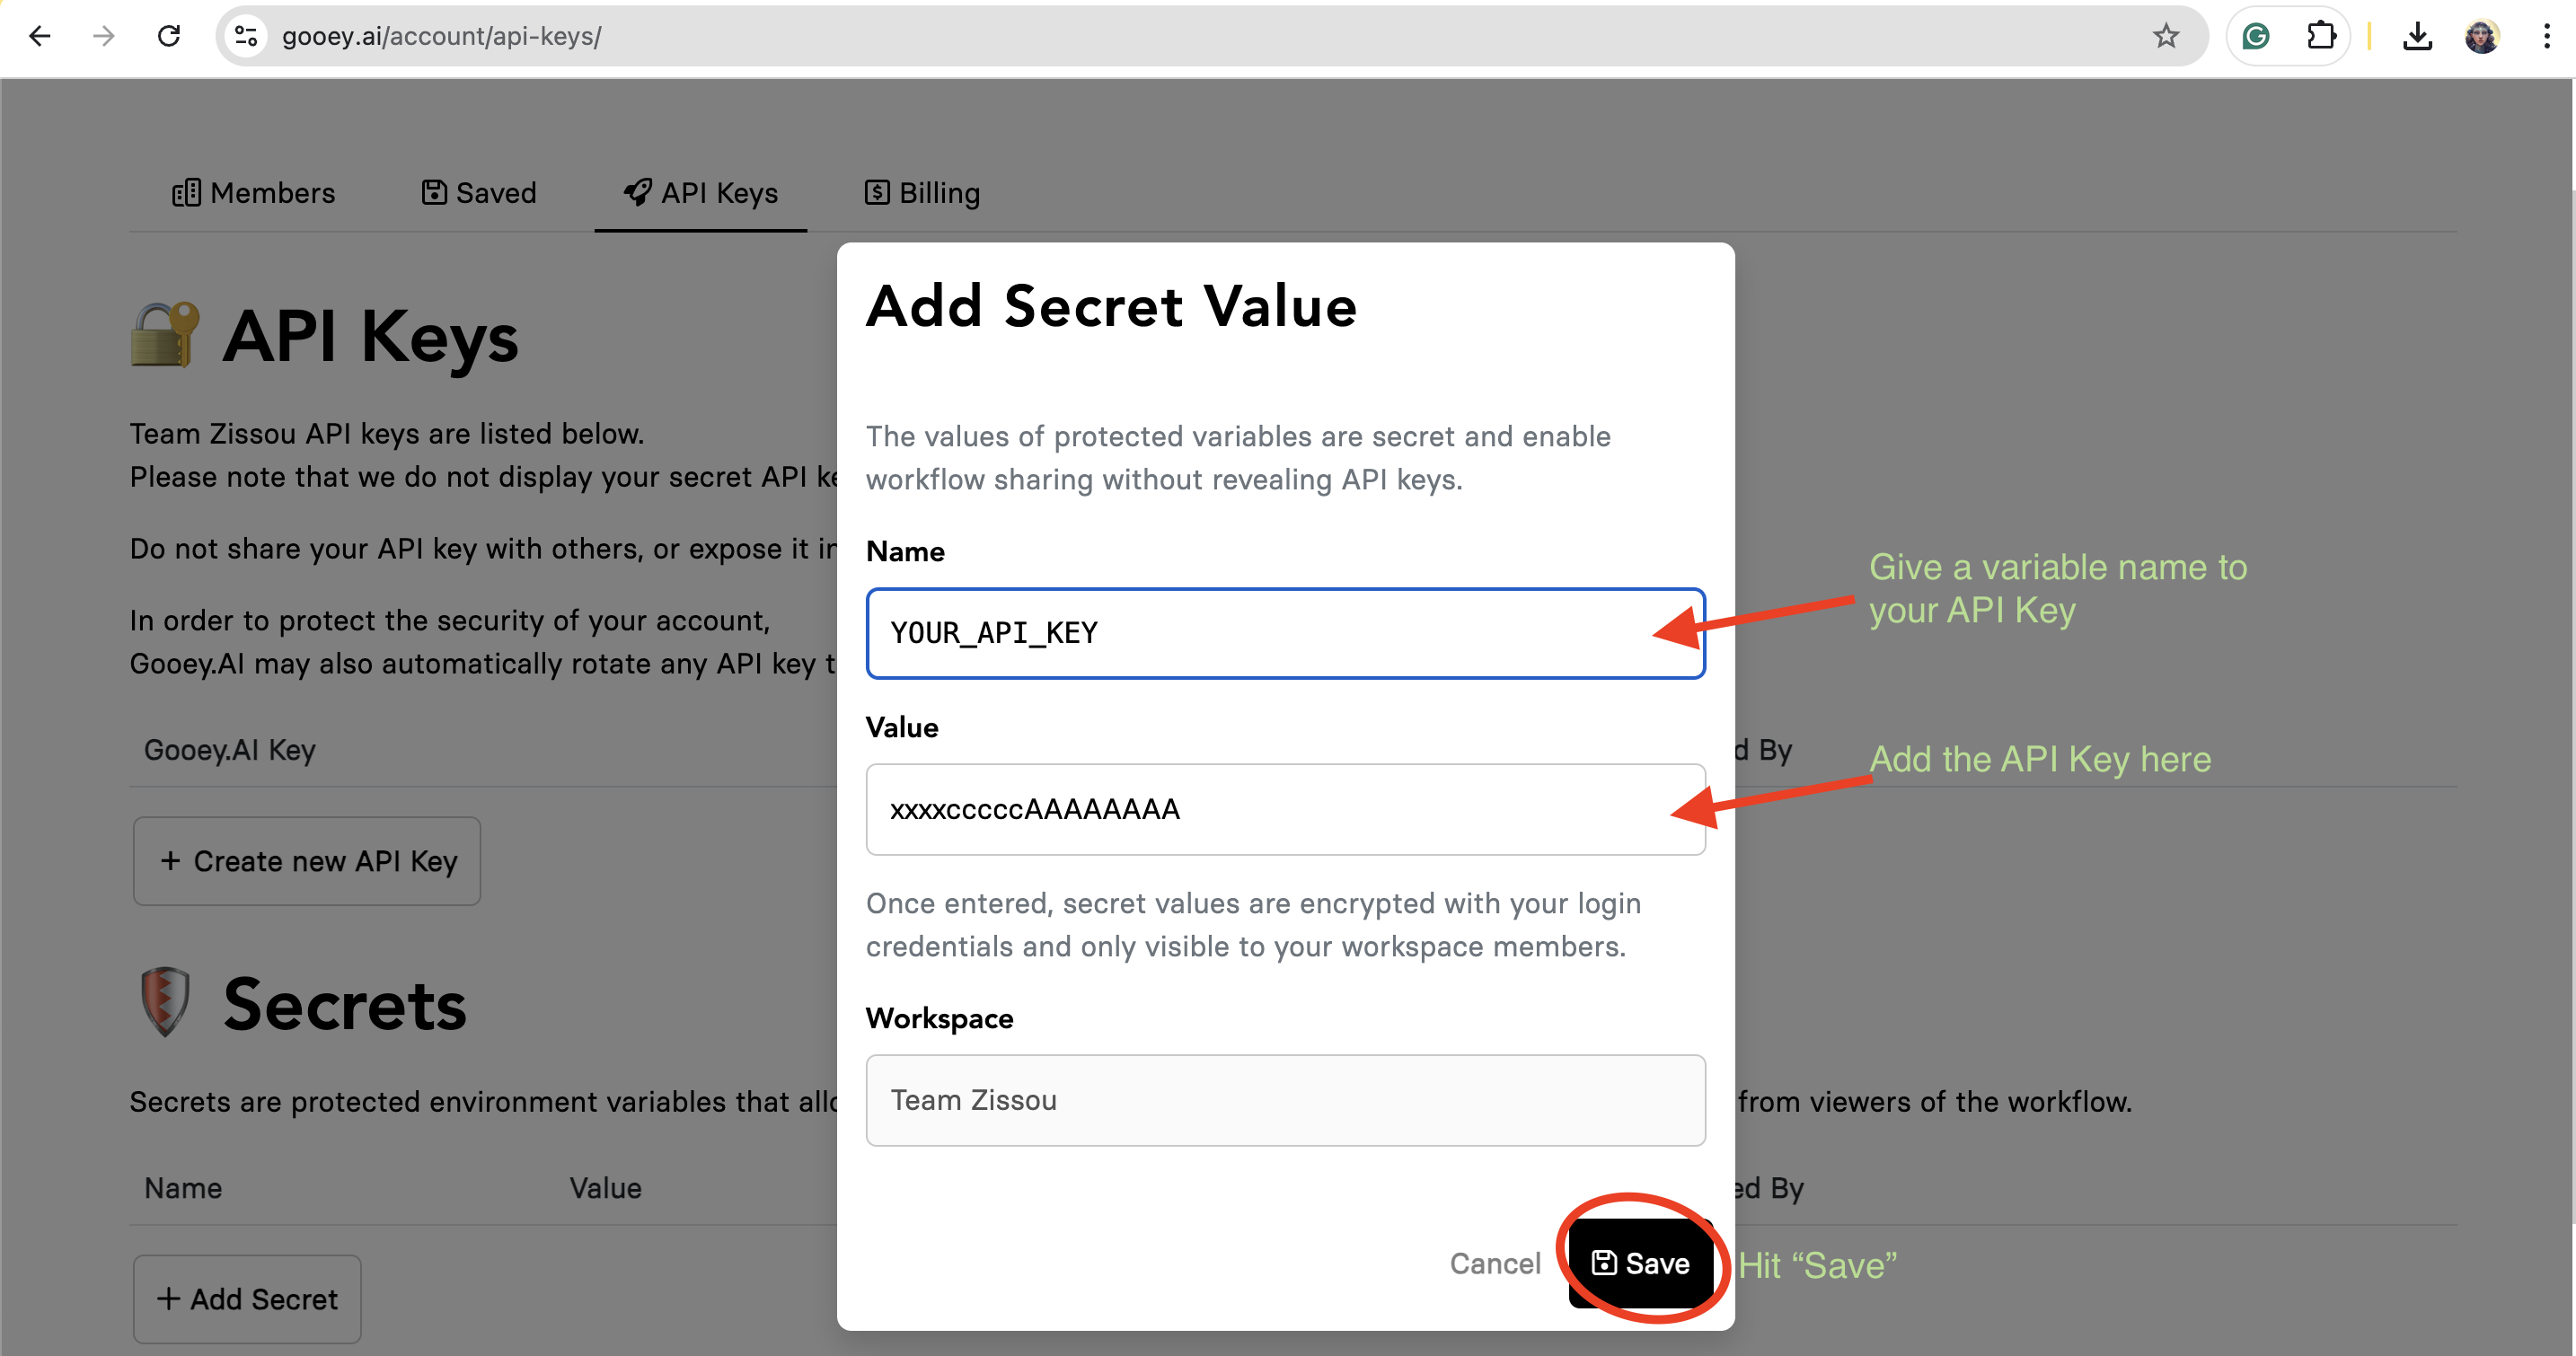 gooey.ai/account/api-keys/
Members Saved API Keys Billing
API Keys
Team Zissou API keys are listed below.
Please note that we do not display your secret API
Do not share your API key with others, or expose it
In order to protect the security of your account,
Gooey.AI may also automatically rotate any API key
Gooey.AI Key
By
+ Create new API Key
Secrets
Secrets are protected environment variables that
from viewers of the workflow.
Name Value
By
+ Add Secret
Add Secret Value
The values of protected variables are secret and enable
workflow sharing without revealing API keys.
Name
YOUR_API_KEY
Value
xxxxcccccAAAAAAAA
Once entered, secret values are encrypted with your login
credentials and only visible to your workspace members.
Workspace
Team Zissou
Cancel Save
Give a variable name to
your API Key
Add the API Key here
Hit “Save”